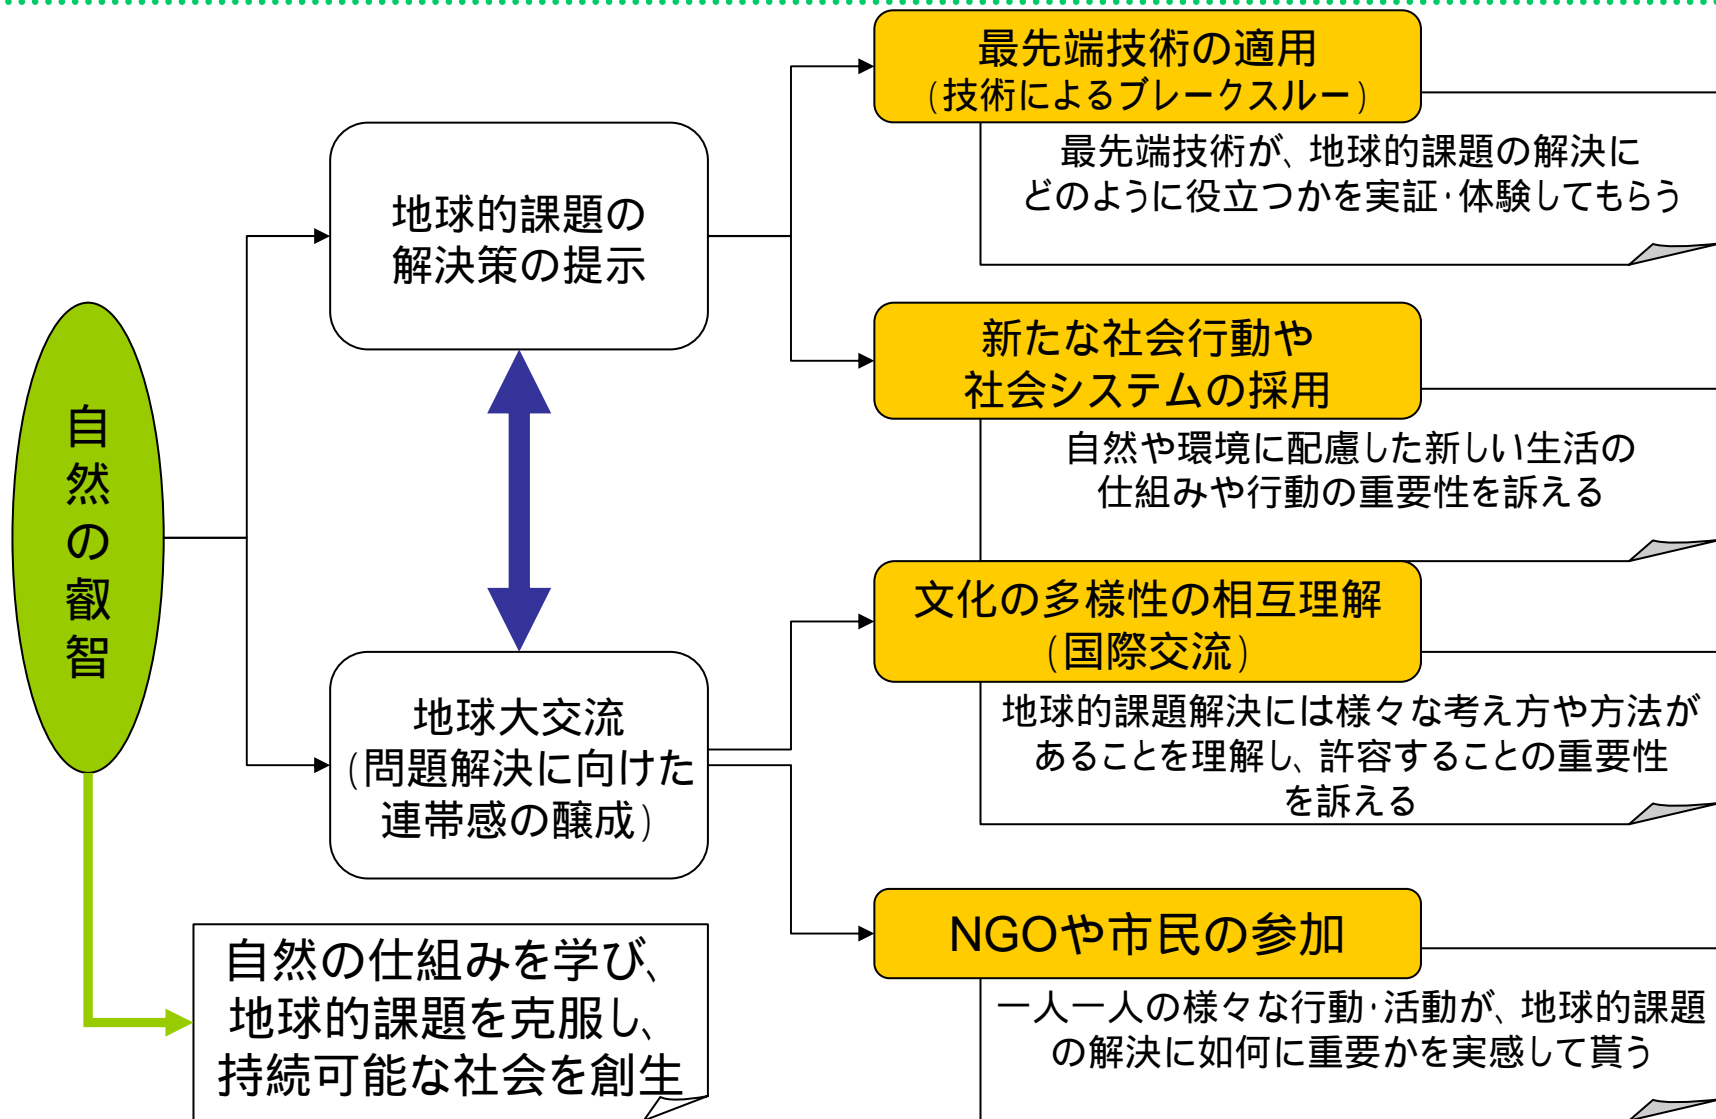 自然の叡智
地球的課題の
解決策の提示
地球大交流
(問題解決に向けた
連帯感の醸成)
自然の仕組みを学び、
地球的課題を克服し、
持続可能な社会を創生
最先端技術の適用
(技術によるブレークスルー)
最先端技術が、地球的課題の解決に
どのように役立つかを実証・体験してもらう
新たな社会行動や
社会システムの採用
自然や環境に配慮した新しい生活の
仕組みや行動の重要性を訴える
文化の多様性の相互理解
(国際交流)
地球的課題解決には様々な考え方や方法が
あることを理解し、許容することの重要性
を訴える
NGOや市民の参加
一人一人の様々な行動・活動が、地球的課題
の解決に如何に重要かを実感して貰う